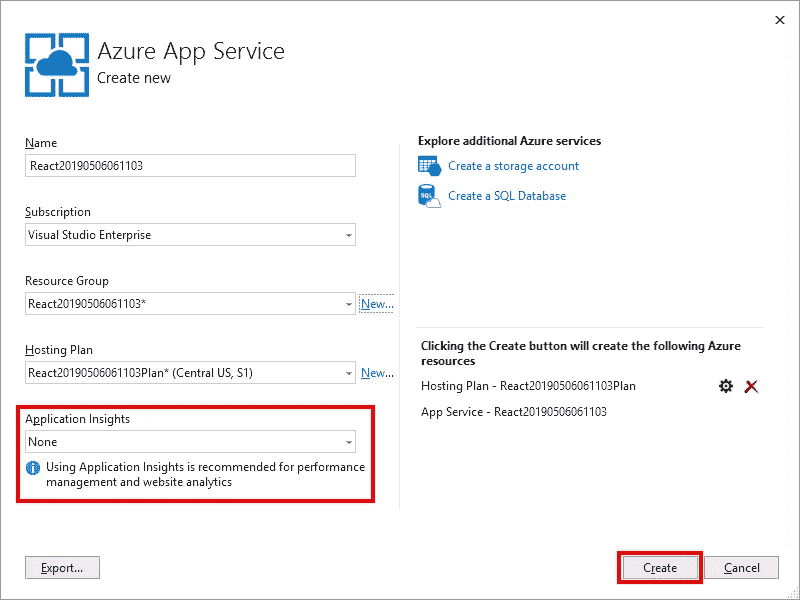 Azure App Service
Create new
Name
React20190506061103
Subscription
Visual Studio Enterprise
Resource Group
React20190506061103*
New...
Hosting Plan
React20190506061103Plan* (Central US, S1)
New...
Application Insights
None
Using Application Insights is recommended for performance
management and website analytics
Explore additional Azure services
Create a storage account
SQL
Create a SQL Database
Clicking the Create button will create the following Azure
resources
Hosting Plan - React20190506061103Plan
App Service - React20190506061103
Export...
Create
Cancel